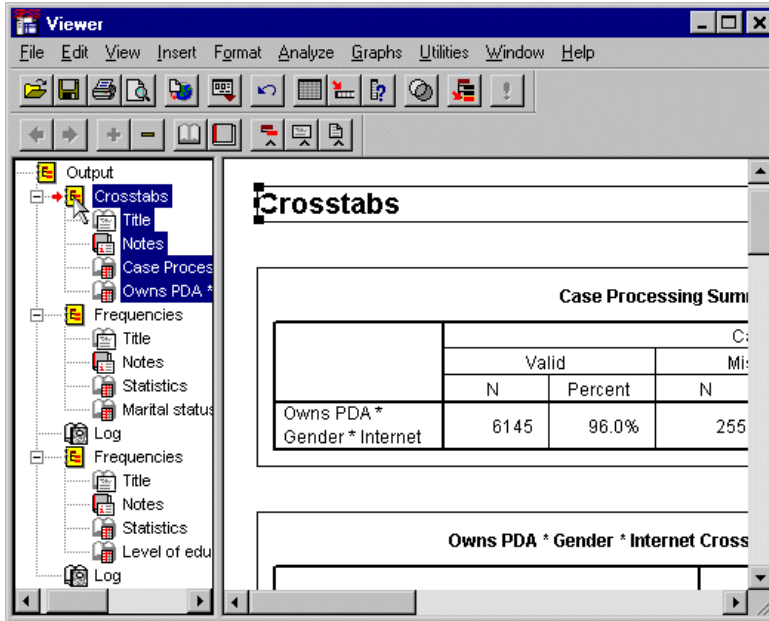 Viewer
File Edit View Insert Format Analyze Graphs Utilities Window Help
Output
Crosstabs
Title
Notes
Case Proces
Owns PDA *
Frequencies
Title
Notes
Statistics
Marital status
Log
Frequencies
Title
Notes
Statistics
Level of edu
Log
Crosstabs
Case Processing
Valid
N Percent N
Owns PDA *
Gender * Internet 6145 96.0% 255
Owns PDA * Gender * Internet Cross